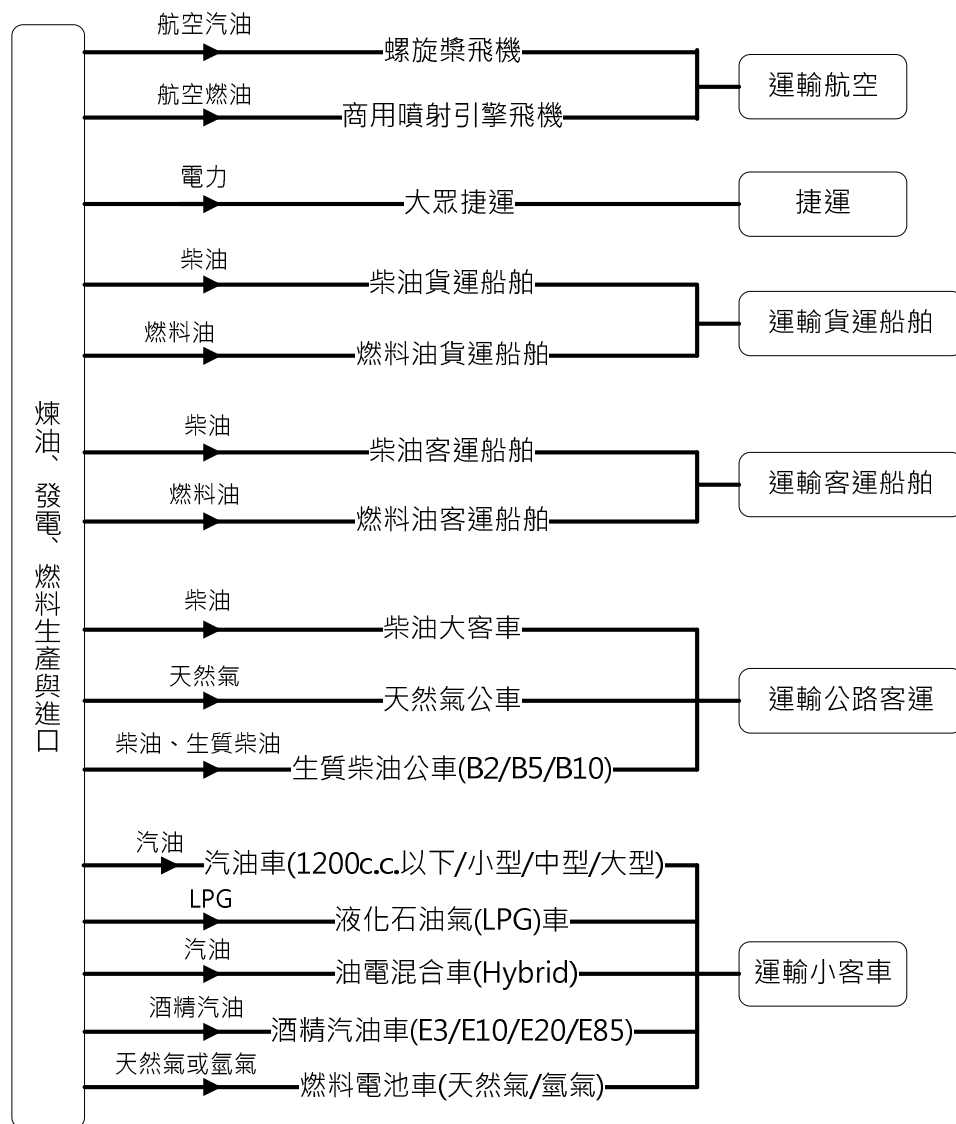 煉油、發電、燃料生產與進口
航空汽油
螺旋槳飛機
航空燃油
商用噴射引擎飛機
運輸航空
電力
大眾捷運
捷運
柴油
柴油貨運船舶
燃料油
燃料油貨運船舶
運輸貨運船舶
柴油
柴油客運船舶
燃料油
燃料油客運船舶
運輸客運船舶
柴油
柴油大客車
天然氣
天然氣公車
柴油、生質柴油
生質柴油公車(B2/B5/B10)
運輸公路客運
汽油
汽油車(1200c.c.以下/小型/中型/大型)
LPG
液化石油氣(LPG)車
汽油
油電混合車(Hybrid)
酒精汽油
酒精汽油車(E3/E10/E20/E85)
天然氣或氫氣
燃料電池車(天然氣/氫氣)
運輸小客車